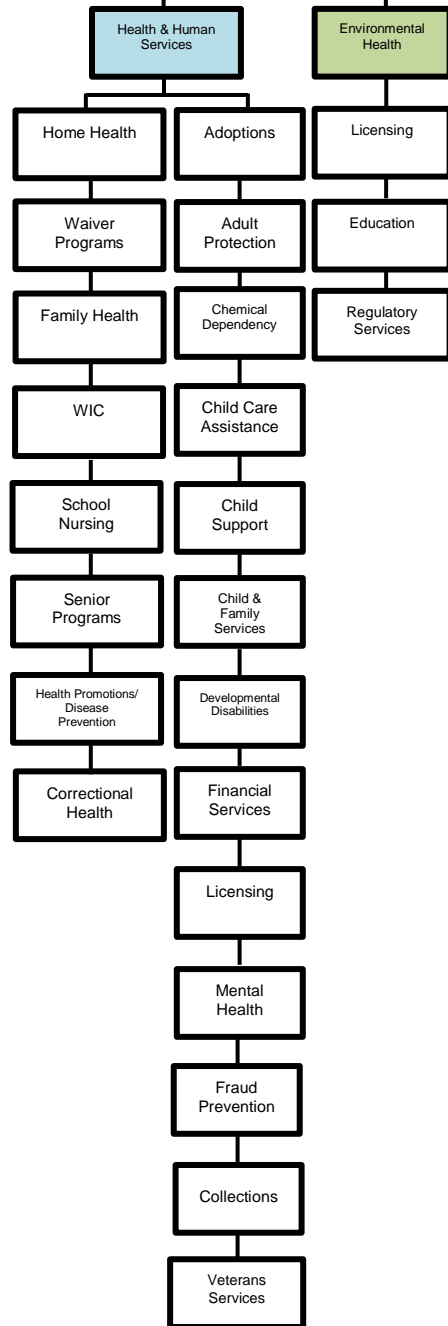 Health & Human
Services
Home Health
Waiver
Programs
Family Health
WIC
School
Nursing
Senior
Programs
Health Promotions/
Disease
Prevention
Correctional
Health
Adoptions
Adult
Protection
Chemical
Dependency
Child Care
Assistance
Child
Support
Child &
Family
Services
Developmental
Disabilities
Financial
Services
Licensing
Mental
Health
Fraud
Prevention
Collections
Veterans
Services
Environmental
Health
Licensing
Education
Regulatory
Services